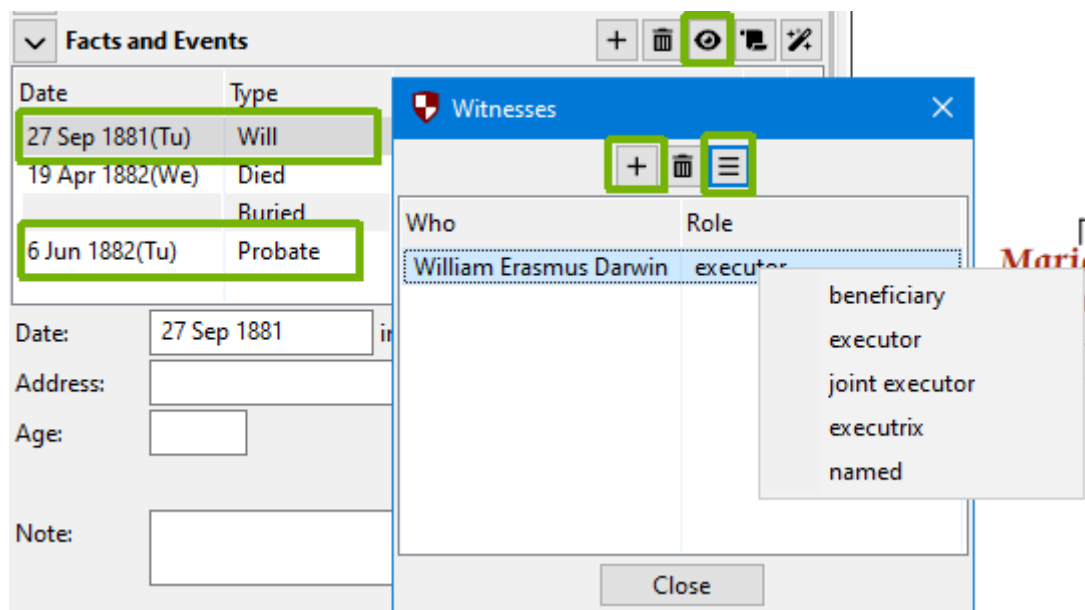 Facts and Events
Date Type
27 Sep 1881(Tu) Will
19 Apr 1882(We) Died
Buried
6 Jun 1882(Tu) Probate
Date: 27 Sep 1881
Address:
Age:
Note:
Witnesses
Who Role
William Erasmus Darwin executor
beneficiary
executor
joint executor
executrix
named
Close